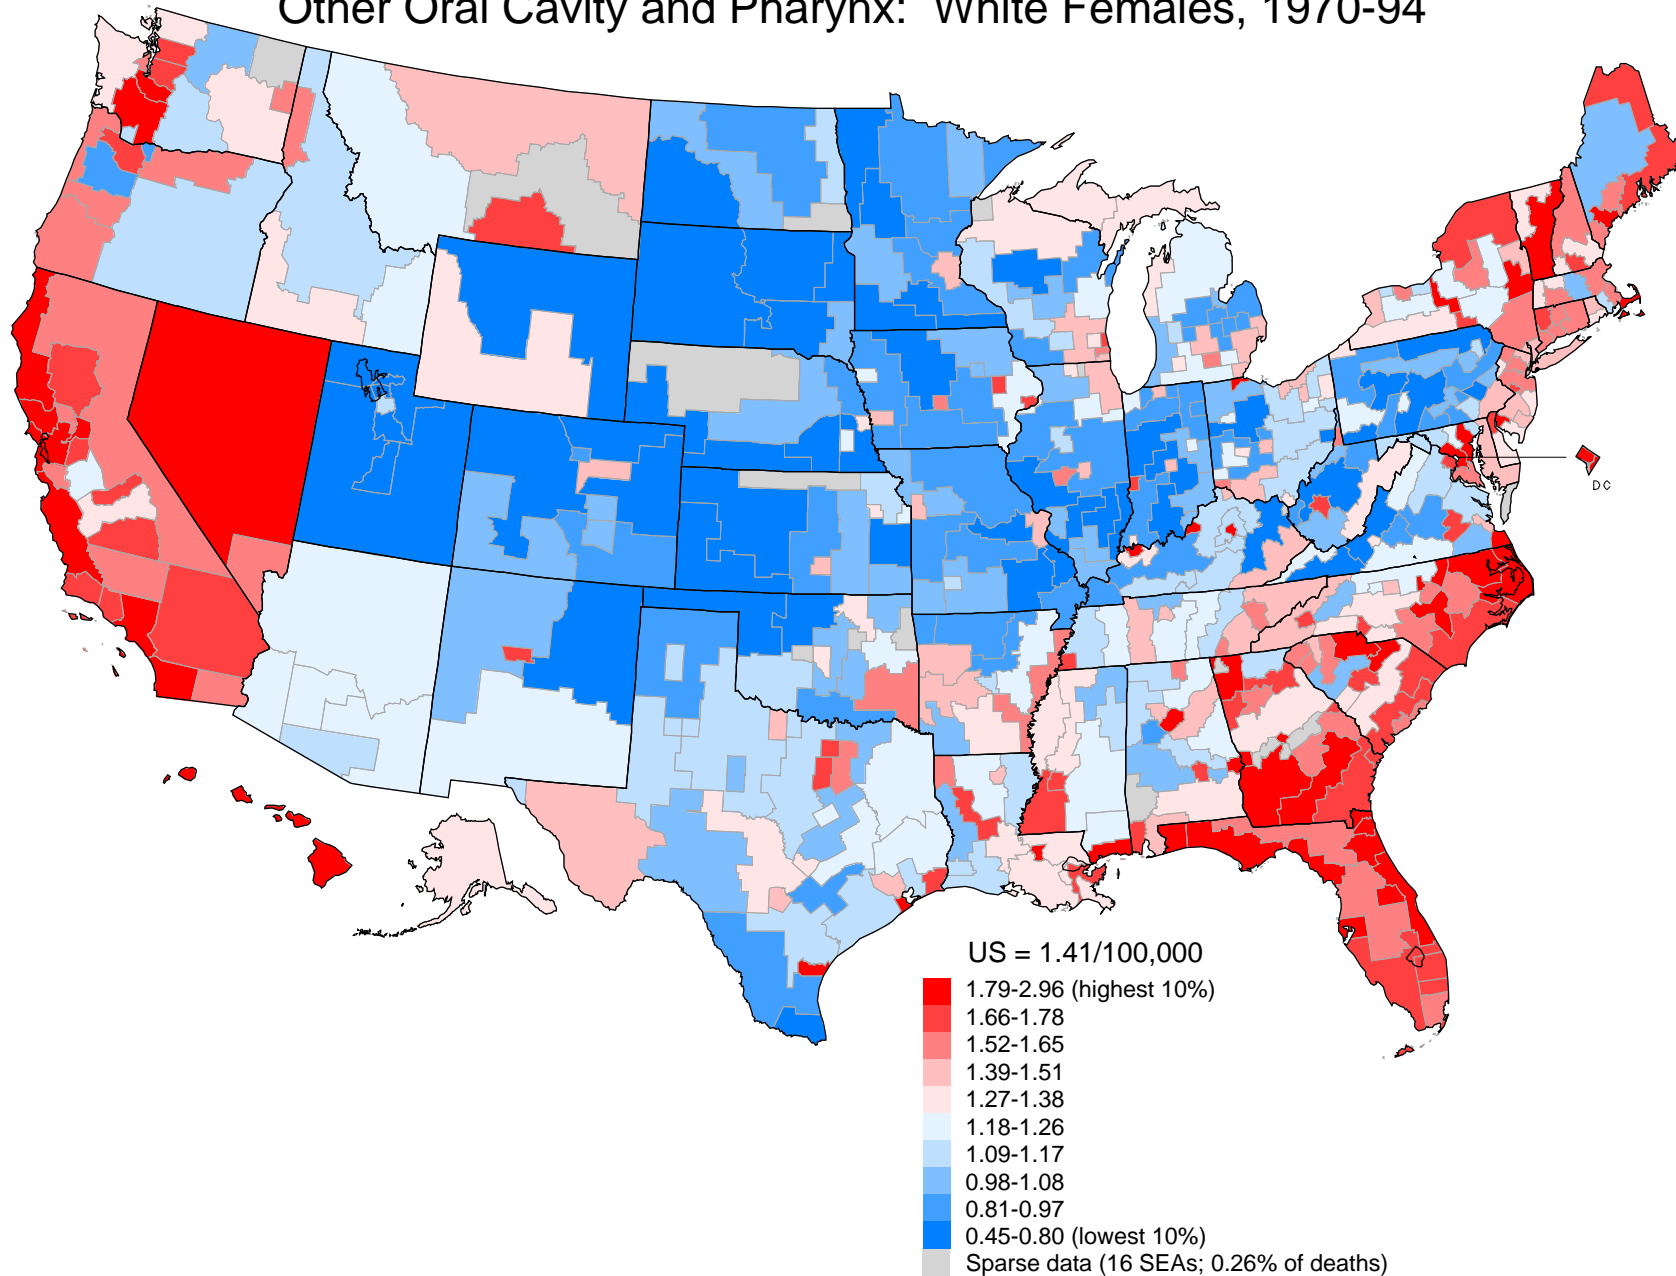 Other Oral Cavity and Pharynx: White Females, 1970-94
DC
US = 1.41/100,000
1.79-2.96 (highest 10%)
1.66-1.78
1.52-1.65
1.39-1.51
1.27-1.38
1.18-1.26
1.09-1.17
0.98-1.08
0.81-0.97
0.45-0.80 (lowest 10%)
Sparse data (16 SEAs; 0.26% of deaths)